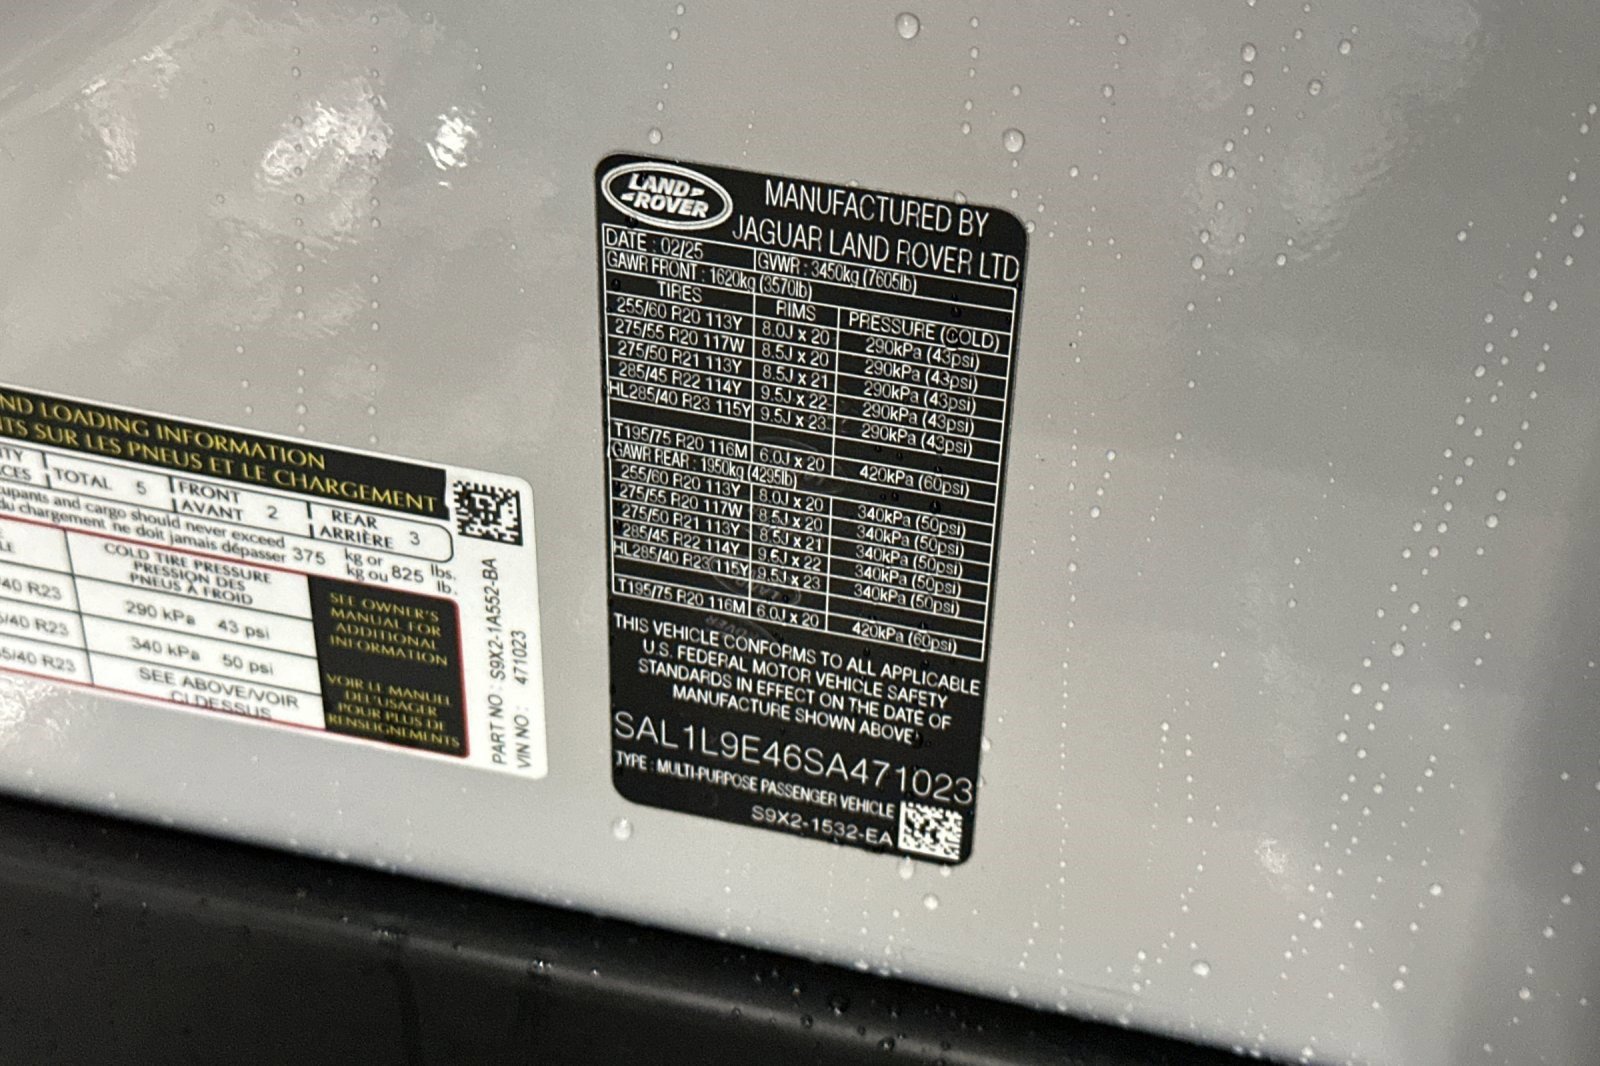 ND LOADING INFORMATION
NTS SUR LES PNEUS ET LE CHARGEMENT
TOTAL 5 FRONT AVANT 2 REAR ARRIÈRE 3
upants and cargo should never exceed
du chargement ne doit jamais dépasser 375 kg or kg ou 825 lbs. lb.
COLD TIRE PRESSURE
PRESSION DES
PNEUS À FROID
/40 R23 290 kPa 43 psi
/40 R23 340 kPa 50 psi
5/40 R23 SEE ABOVE/VOIR
CI-DESSUS
SEE OWNER'S
MANUAL FOR
ADDITIONAL
INFORMATION
VOIR LE MANUEL
DE L'USAGER
POUR PLUS DE
RENSEIGNEMENTS
PART NO : S9X2-1A552-BA
VIN NO : 471023
LAND-
-ROVER
MANUFACTURED BY
JAGUAR LAND ROVER LTD
DATE : 02/25 GVWR : 3450kg (7605lb)
GAWR FRONT : 1620kg (3570lb)
TIRES RIMS PRESSURE (COLD)
255/60 R20 113Y 8.0J x 20 290kPa (43psi)
275/55 R20 117W 8.5J x 20 290kPa (43psi)
275/50 R21 113Y 8.5J x 21 290kPa (43psi)
285/45 R22 114Y 9.5J x 22 290kPa (43psi)
HL285/40 R23 115Y 9.5J x 23 290kPa (43psi)
T195/75 R20 116M 6.0J x 20 420kPa (60psi)
GAWR REAR : 1950kg (4295lb)
255/60 R20 113Y 8.0J x 20 340kPa (50psi)
275/55 R20 117W 8.5J x 20 340kPa (50psi)
275/50 R21 113Y 8.5J x 21 340kPa (50psi)
285/45 R22 114Y 9.5J x 22 340kPa (50psi)
HL285/40 R23 115Y 9.5J x 23 340kPa (50psi)
T195/75 R20 116M 6.0J x 20 420kPa (60psi)
THIS VEHICLE CONFORMS TO ALL APPLICABLE
U.S. FEDERAL MOTOR VEHICLE SAFETY
STANDARDS IN EFFECT ON THE DATE OF
MANUFACTURE SHOWN ABOVE
SAL1L9E46SA471023
TYPE : MULTI-PURPOSE PASSENGER VEHICLE
S9X2-1532-EA